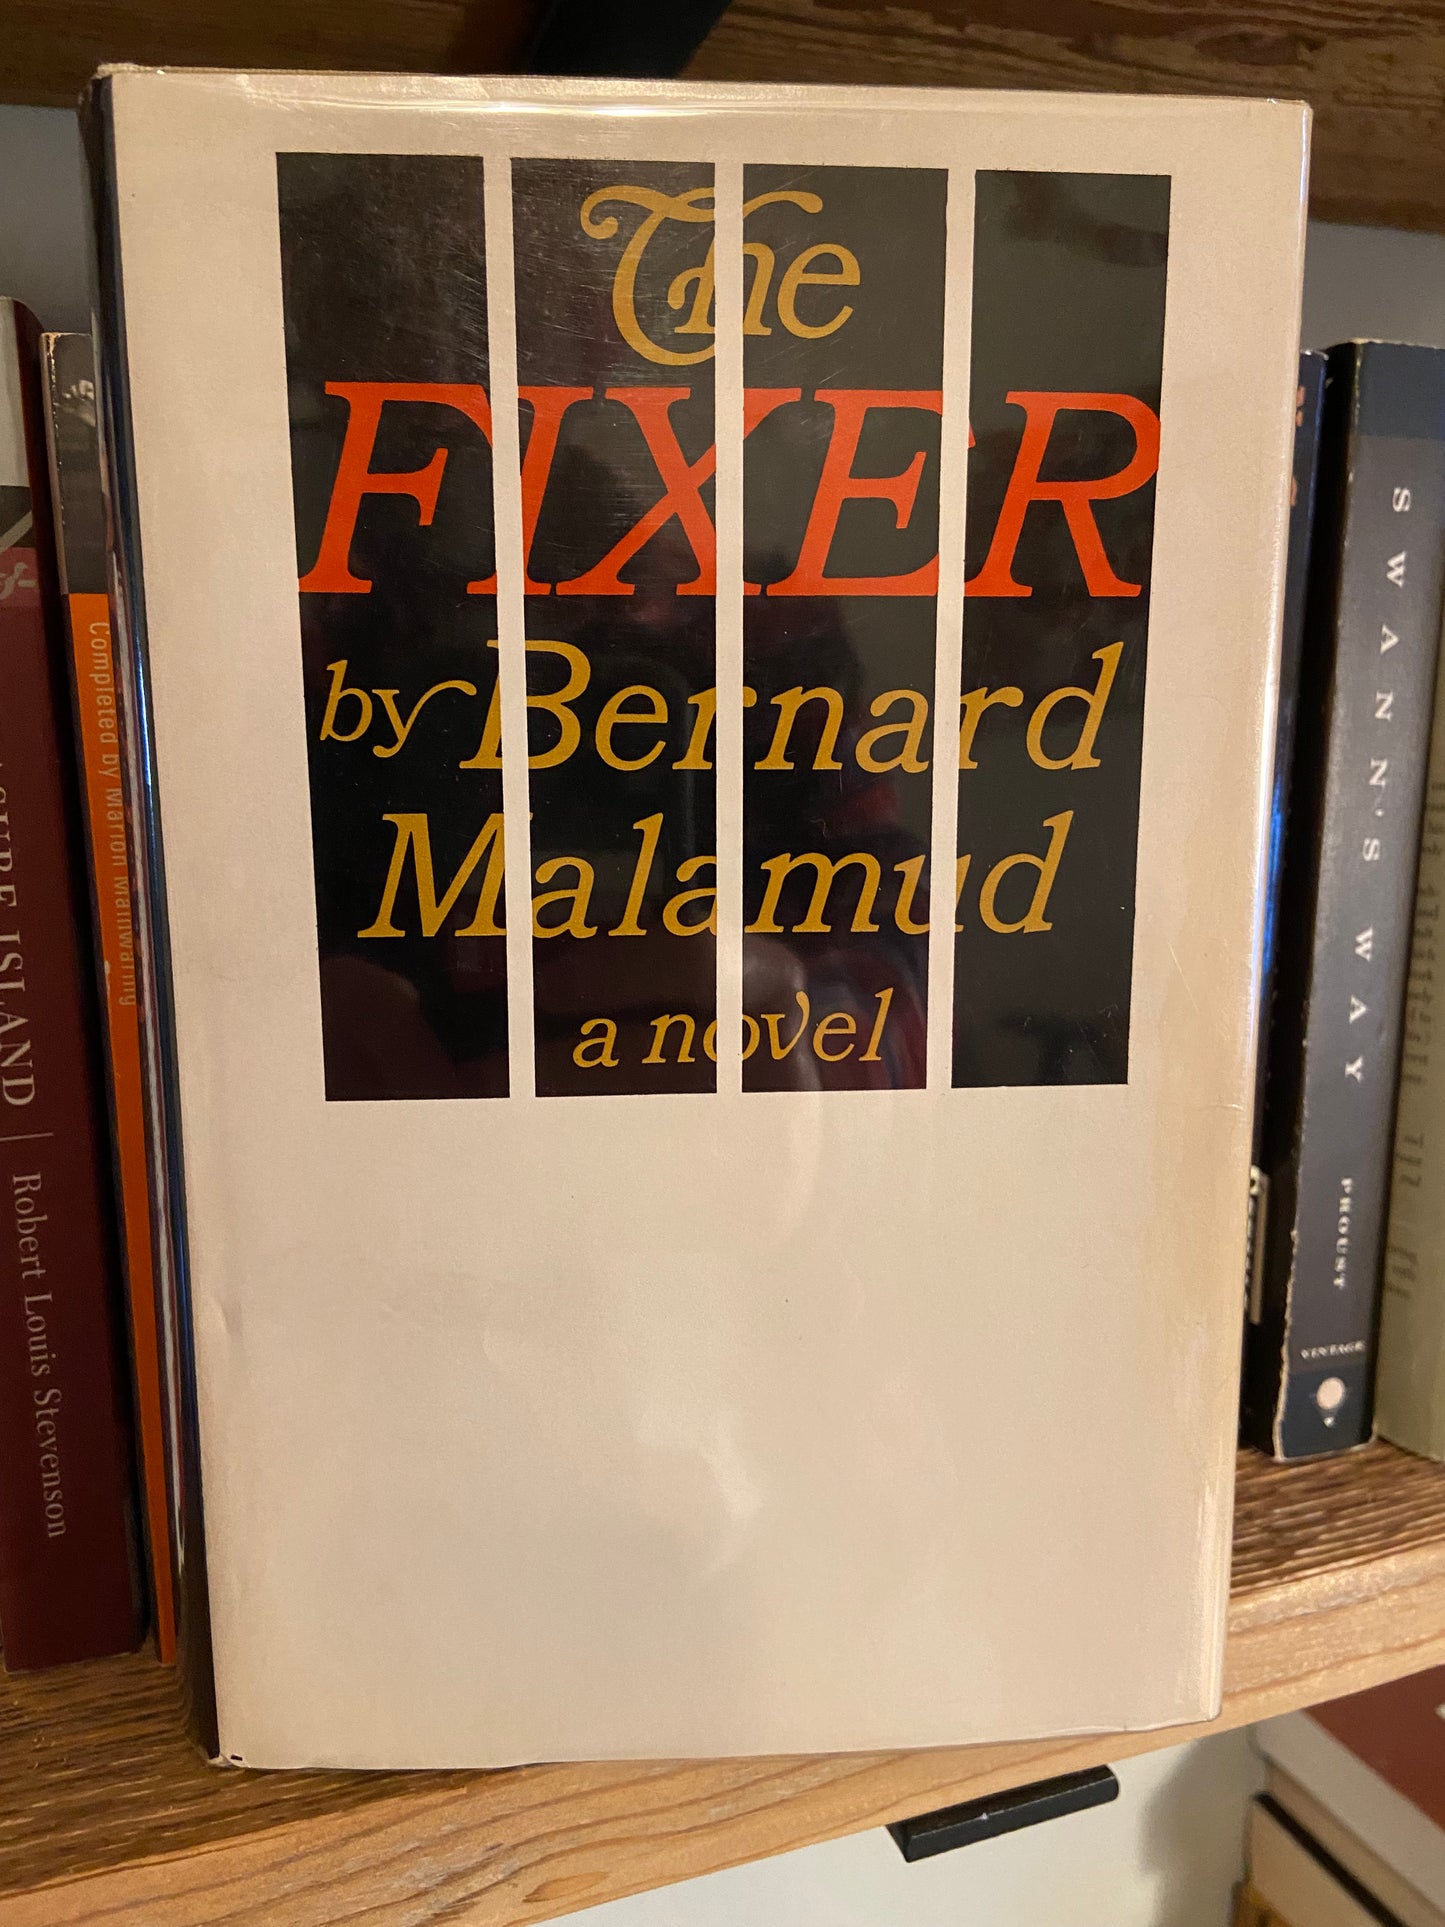 The
FIXER
by Bernard
Malamud
a novel
ISLAND | Robert Louis Stevenson
Completed by Marion Mainwaring
SWANN'S WAY
PROUST
VINTAGE